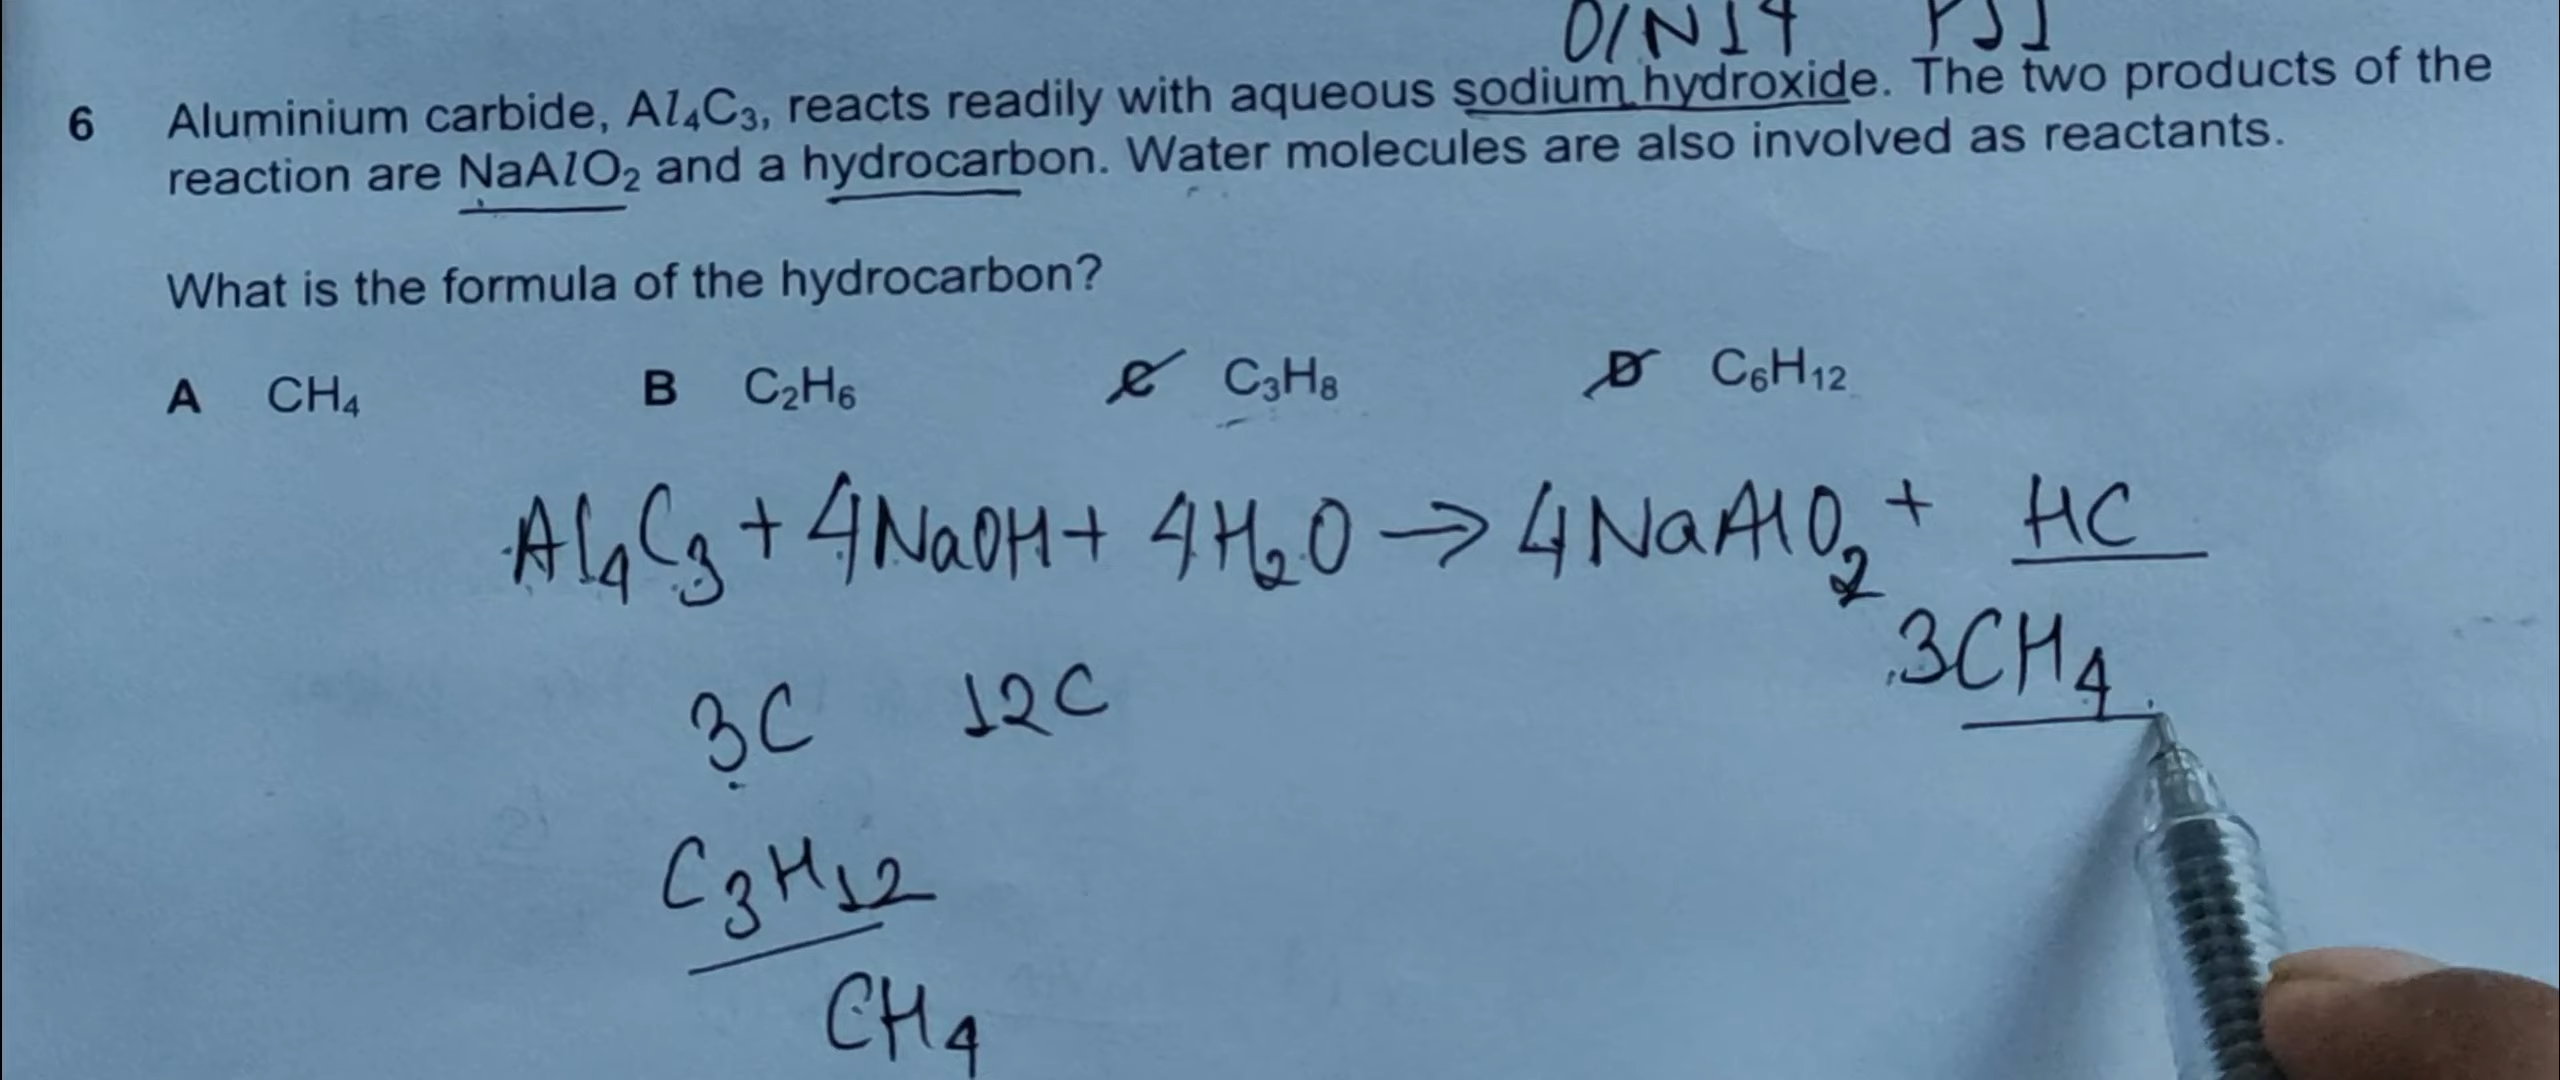 O/N14 P11
6 Aluminium carbide, Al₄C₃, reacts readily with aqueous sodium hydroxide. The two products of the
reaction are NaAlO₂ and a hydrocarbon. Water molecules are also involved as reactants.
What is the formula of the hydrocarbon?
A CH₄ B C₂H₆ C C₃H₈ D C₆H₁₂
Al₄C₃ + 4NaOH + 4H₂O → 4NaAlO₂ + HC
3CH₄
3C 12C
C₃H₁₂
CH₄